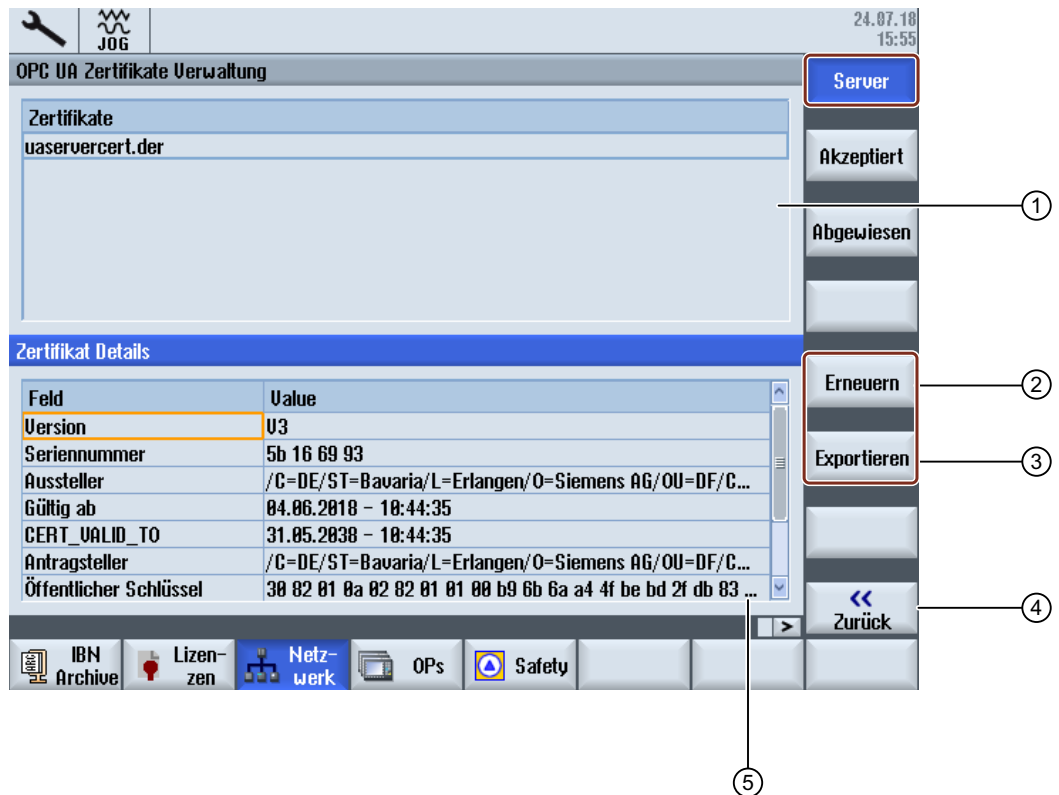 JOG
24.07.18
15:55
OPC UA Zertifikate Verwaltung
Server
Zertifikate
uaservercert.der
Akzeptiert
1
Abgewiesen
Zertifikat Details
Feld Value
Version V3
Seriennummer 5b 16 69 93
Aussteller /C=DE/ST=Bavaria/L=Erlangen/O=Siemens AG/OU=DF/C...
Gültig ab 04.06.2018 - 10:44:35
CERT_VALID_TO 31.05.2038 - 10:44:35
Antragsteller /C=DE/ST=Bavaria/L=Erlangen/O=Siemens AG/OU=DF/C...
Öffentlicher Schlüssel 30 82 01 0a 02 82 01 01 00 b9 6b 6a a4 4f be bd 2f db 83 ...
Erneuern
2
Exportieren
3
<<
Zurück
4
>
IBN
Archive
Lizen-
zen
Netz-
werk
OPs
Safety
5